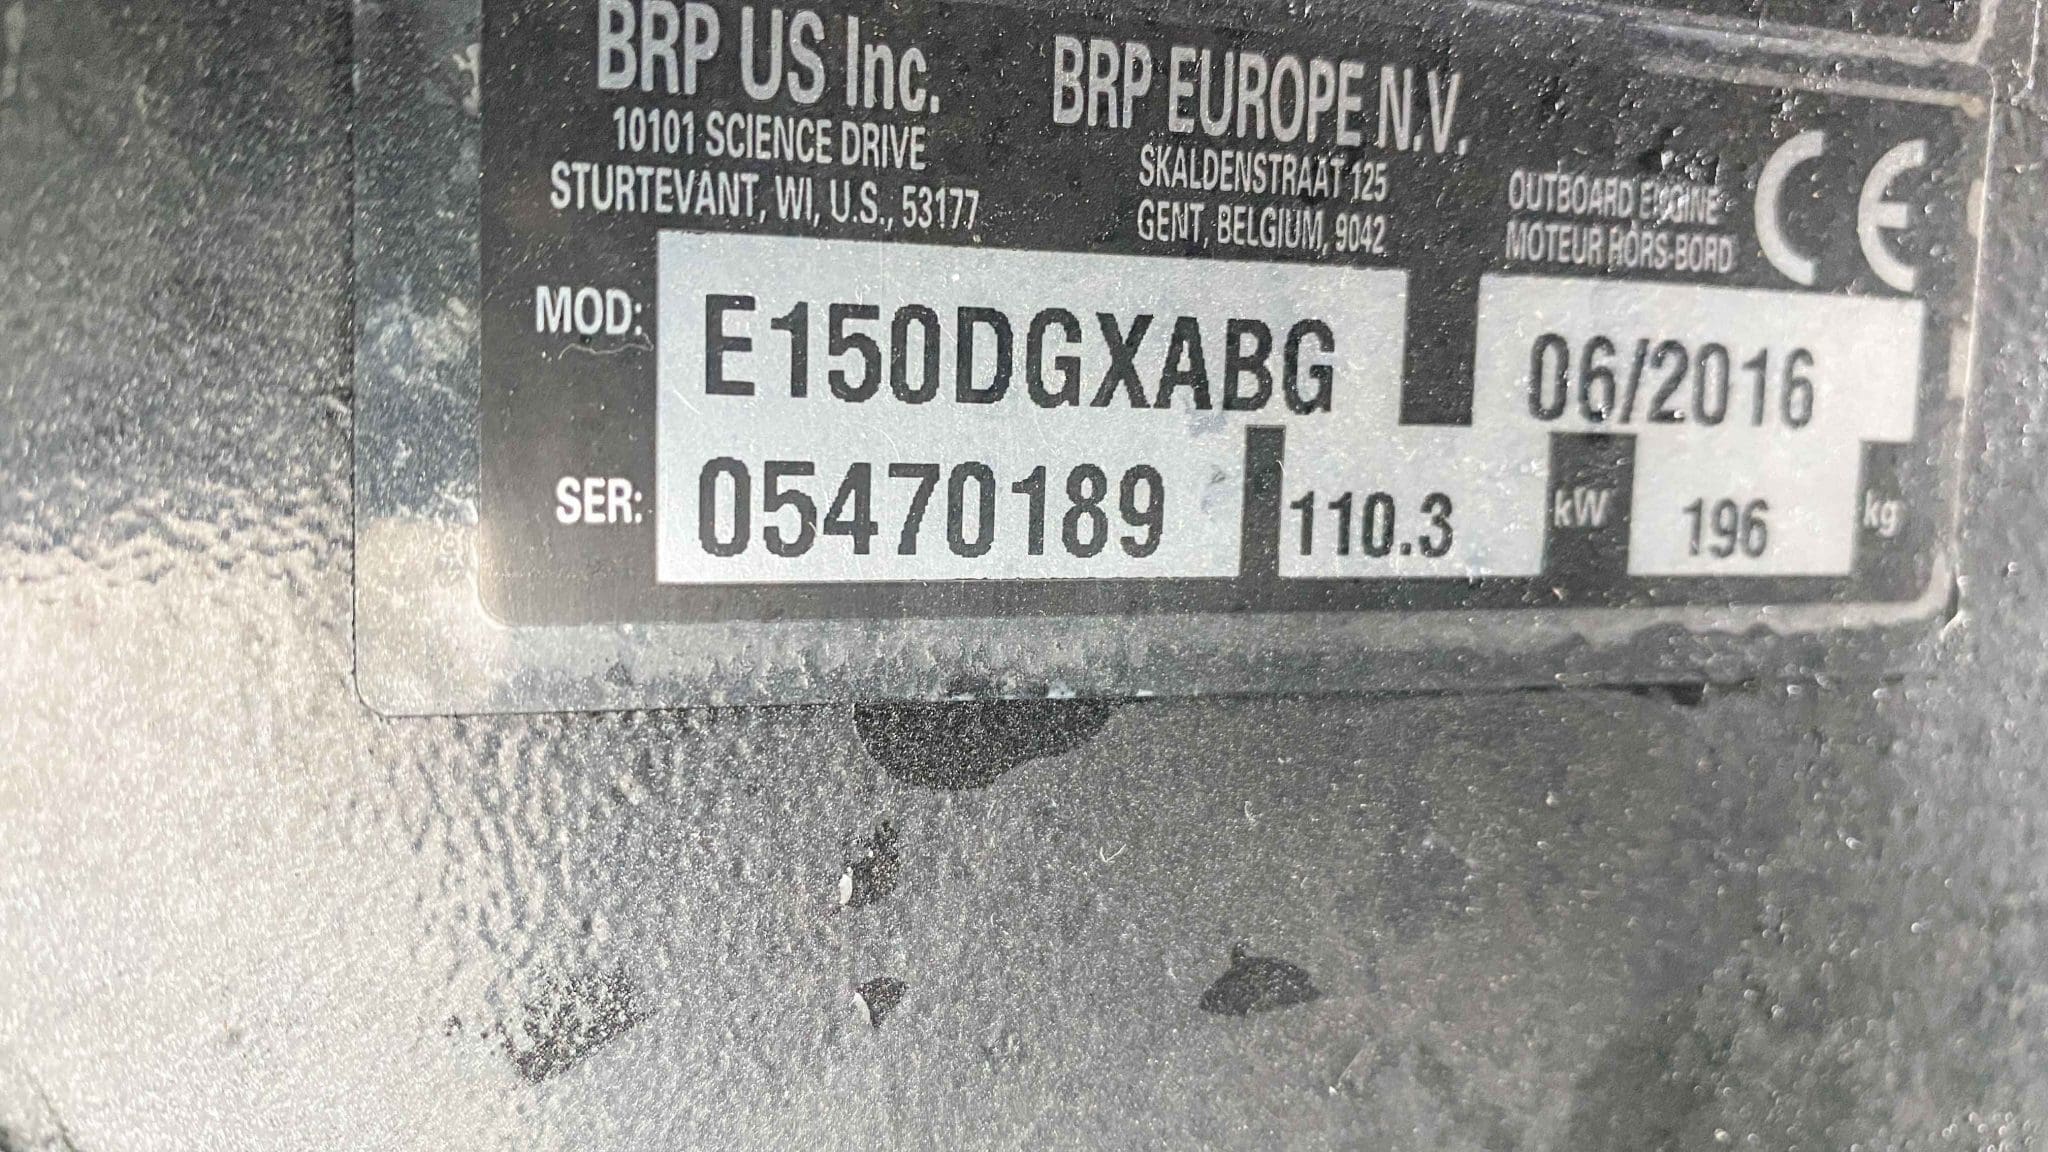 BRP US Inc.
10101 SCIENCE DRIVE
STURTEVANT, WI, U.S., 53177
BRP EUROPE N.V.
SKALDENSTRAAT 125
GENT, BELGIUM, 9042
OUTBOARD ENGINE
MOTEUR HORS-BORD
CE
MOD: E150DGXABG 06/2016
SER: 05470189 110.3 kW 196 kg